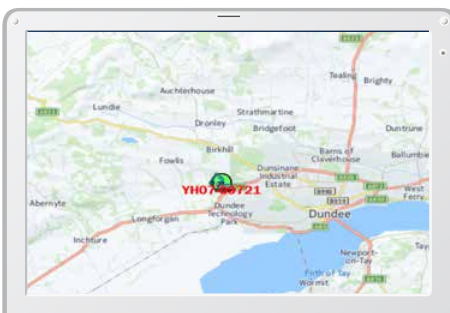 Tealing
Brighty
Auchterhouse
Lundie
Strathmartine
Dronley
Bridgefoot
Duntrune
Birkhill
Barns of
Claverhouse
Ballumbie
Fowlis
Dunsinane
Industrial
Estate
West
Ferry
Abernyte
Dundee
Technology
Park
Longforgan
Dundee
Inchture
Newport-
on-Tay
Tay
Firth of Tay
Wormit